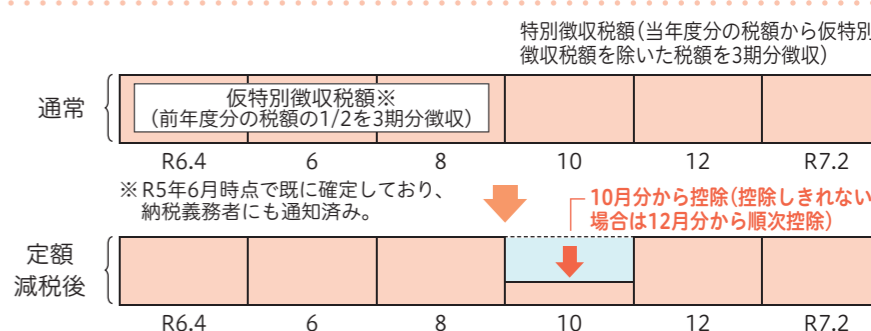 特別徴収税額(当年度分の税額から仮特別
徴収税額を除いた税額を3期分徴収)
通常
仮特別徴収税額※
(前年度分の税額の1/2を3期分徴収)
R6.4 6 8 10 12 R7.2
※R5年6月時点で既に確定しており、
納税義務者にも通知済み。
10月分から控除(控除しきれない
場合は12月分から順次控除)
定額
減税後
R6.4 6 8 10 12 R7.2